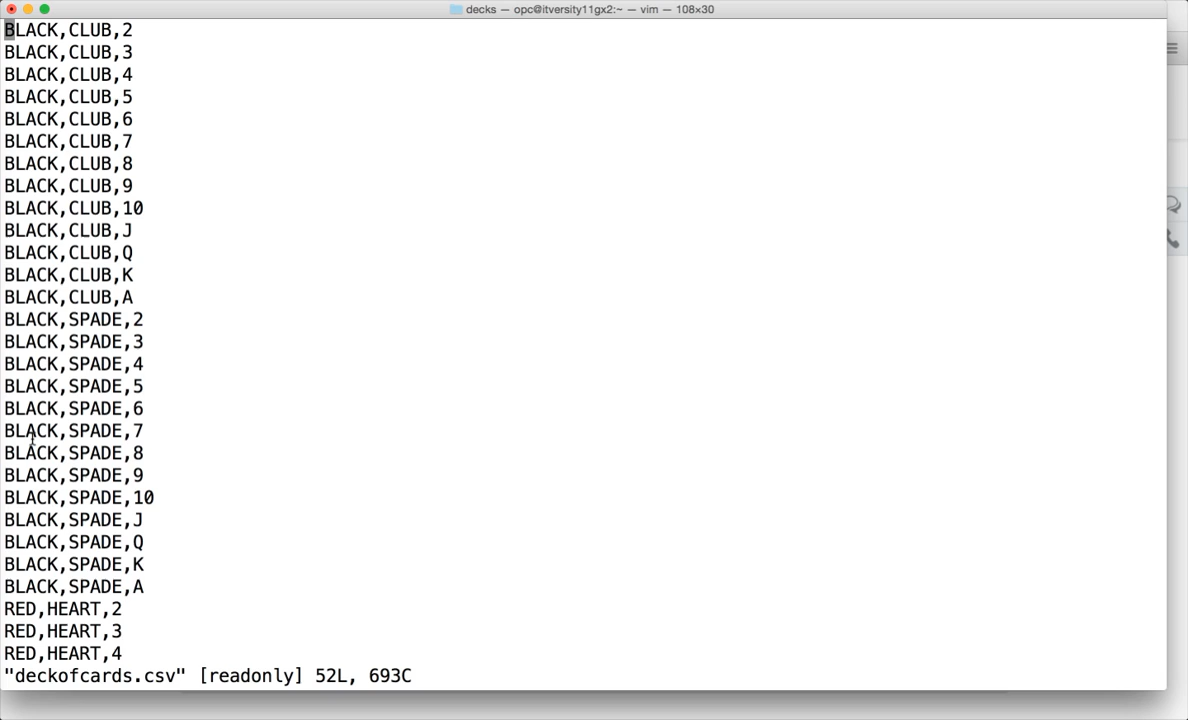 decks — opc@itversity11gx2:~ — vim — 108×30
BLACK,CLUB,2
BLACK,CLUB,3
BLACK,CLUB,4
BLACK,CLUB,5
BLACK,CLUB,6
BLACK,CLUB,7
BLACK,CLUB,8
BLACK,CLUB,9
BLACK,CLUB,10
BLACK,CLUB,J
BLACK,CLUB,Q
BLACK,CLUB,K
BLACK,CLUB,A
BLACK,SPADE,2
BLACK,SPADE,3
BLACK,SPADE,4
BLACK,SPADE,5
BLACK,SPADE,6
BLACK,SPADE,7
BLACK,SPADE,8
BLACK,SPADE,9
BLACK,SPADE,10
BLACK,SPADE,J
BLACK,SPADE,Q
BLACK,SPADE,K
BLACK,SPADE,A
RED,HEART,2
RED,HEART,3
RED,HEART,4
"deckofcards.csv" [readonly] 52L, 693C